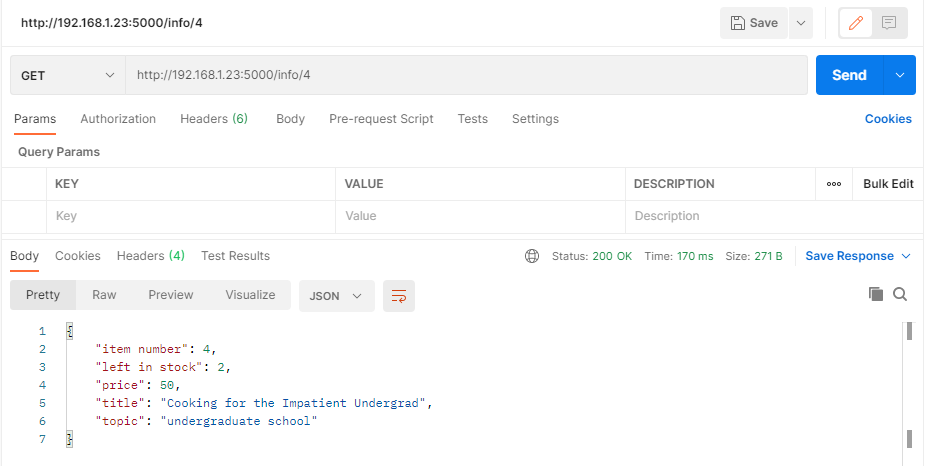 http://192.168.1.23:5000/info/4 Save
GET http://192.168.1.23:5000/info/4 Send
Params Authorization Headers (6) Body Pre-request Script Tests Settings Cookies
Query Params
KEY VALUE DESCRIPTION ooo Bulk Edit
Key Value Description
Body Cookies Headers (4) Test Results Status: 200 OK Time: 170 ms Size: 271 B Save Response
Pretty Raw Preview Visualize JSON
1 {
2 "item number": 4,
3 "left in stock": 2,
4 "price": 50,
5 "title": "Cooking for the Impatient Undergrad",
6 "topic": "undergraduate school"
7 }